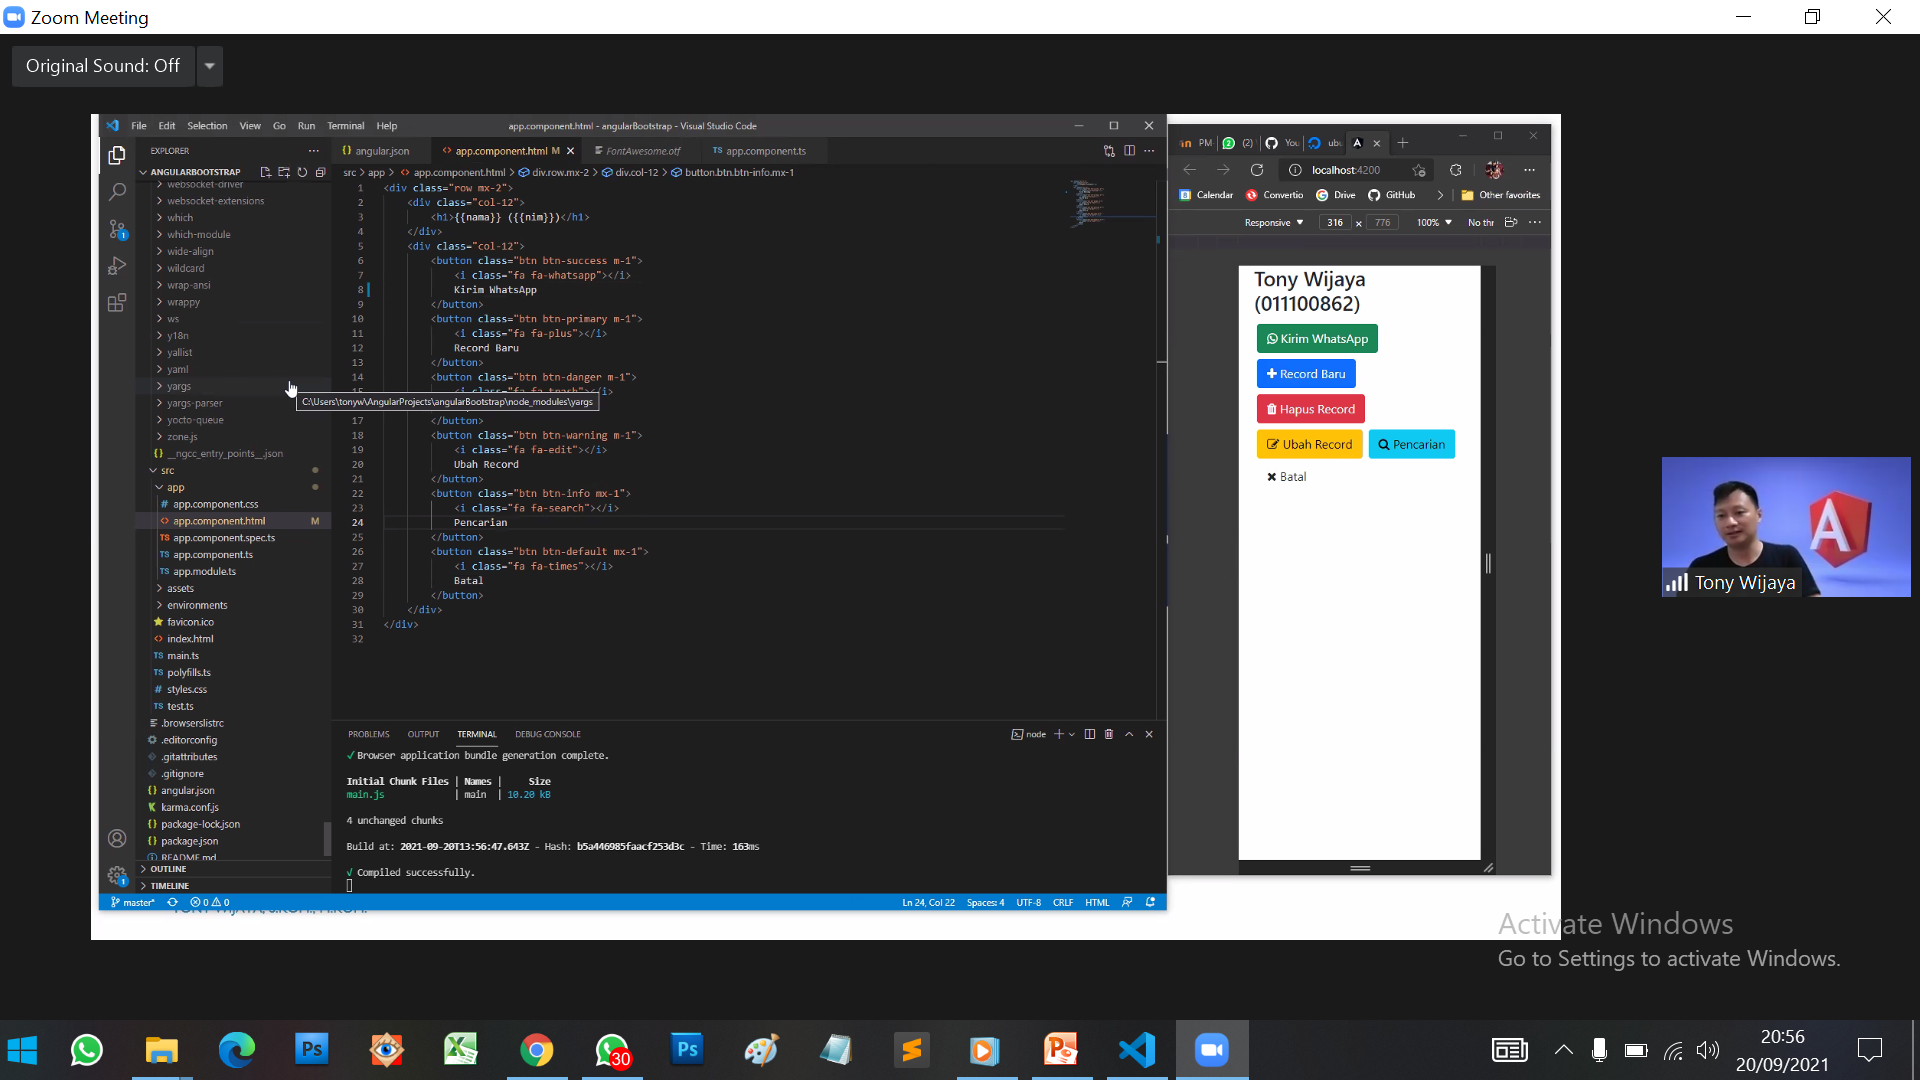 Zoom Meeting
Original Sound: Off
File Edit Selection View Go Run Terminal Help
app.component.html - angularBootstrap - Visual Studio Code
EXPLORER
ANGULARBOOTSTRAP
websocket-driver
websocket-extensions
which
which-module
wide-align
wildcard
wrap-ansi
wrappy
ws
y18n
yallist
yaml
yargs
yargs-parser
yocto-queue
zone.js
__ngcc_entry_points__.json
src
app
app.component.css
app.component.html M
app.component.spec.ts
app.component.ts
app.module.ts
assets
environments
favicon.ico
index.html
main.ts
polyfills.ts
styles.css
test.ts
.browserslistrc
.editorconfig
.gitattributes
.gitignore
angular.json
karma.conf.js
package-lock.json
package.json
README.md
OUTLINE
TIMELINE
angular.json
app.component.html M
FontAwesome.otf
app.component.ts
src > app > app.component.html > div.row.mx-2 > div.col-12 > button.btn.btn-info.mx-1
1 <div class="row mx-2">
2 <div class="col-12">
3 <h1>{{nama}} ({{nim}})</h1>
4 </div>
5 <div class="col-12">
6 <button class="btn btn-success m-1">
7 <i class="fa fa-whatsapp"></i>
8 Kirim WhatsApp
9 </button>
10 <button class="btn btn-primary m-1">
11 <i class="fa fa-plus"></i>
12 Record Baru
13 </button>
14 <button class="btn btn-danger m-1">
C:\Users\tonyw\AngularProjects\angularBootstrap\node_modules\yargs
17 </button>
18 <button class="btn btn-warning m-1">
19 <i class="fa fa-edit"></i>
20 Ubah Record
21 </button>
22 <button class="btn btn-info mx-1">
23 <i class="fa fa-search"></i>
24 Pencarian
25 </button>
26 <button class="btn btn-default mx-1">
27 <i class="fa fa-times"></i>
28 Batal
29 </button>
30 </div>
31 </div>
32
PROBLEMS OUTPUT TERMINAL DEBUG CONSOLE
node
✓ Browser application bundle generation complete.
Initial Chunk Files | Names | Size
main.js | main | 10.20 kB
4 unchanged chunks
Build at: 2021-09-20T13:56:47.643Z - Hash: b5a446985faacf253d3c - Time: 163ms
√ Compiled successfully.
master* 0 0
Ln 24, Col 22 Spaces: 4 UTF-8 CRLF HTML
PM (2) You ubu
localhost:4200
Calendar Convertio Drive GitHub Other favorites
Responsive 316 x 776 100% No thr
Tony Wijaya
(011100862)
Kirim WhatsApp
Record Baru
Hapus Record
Ubah Record Pencarian
Batal
Tony Wijaya
Activate Windows
Go to Settings to activate Windows.
Ps
30
Ps
20:56
20/09/2021